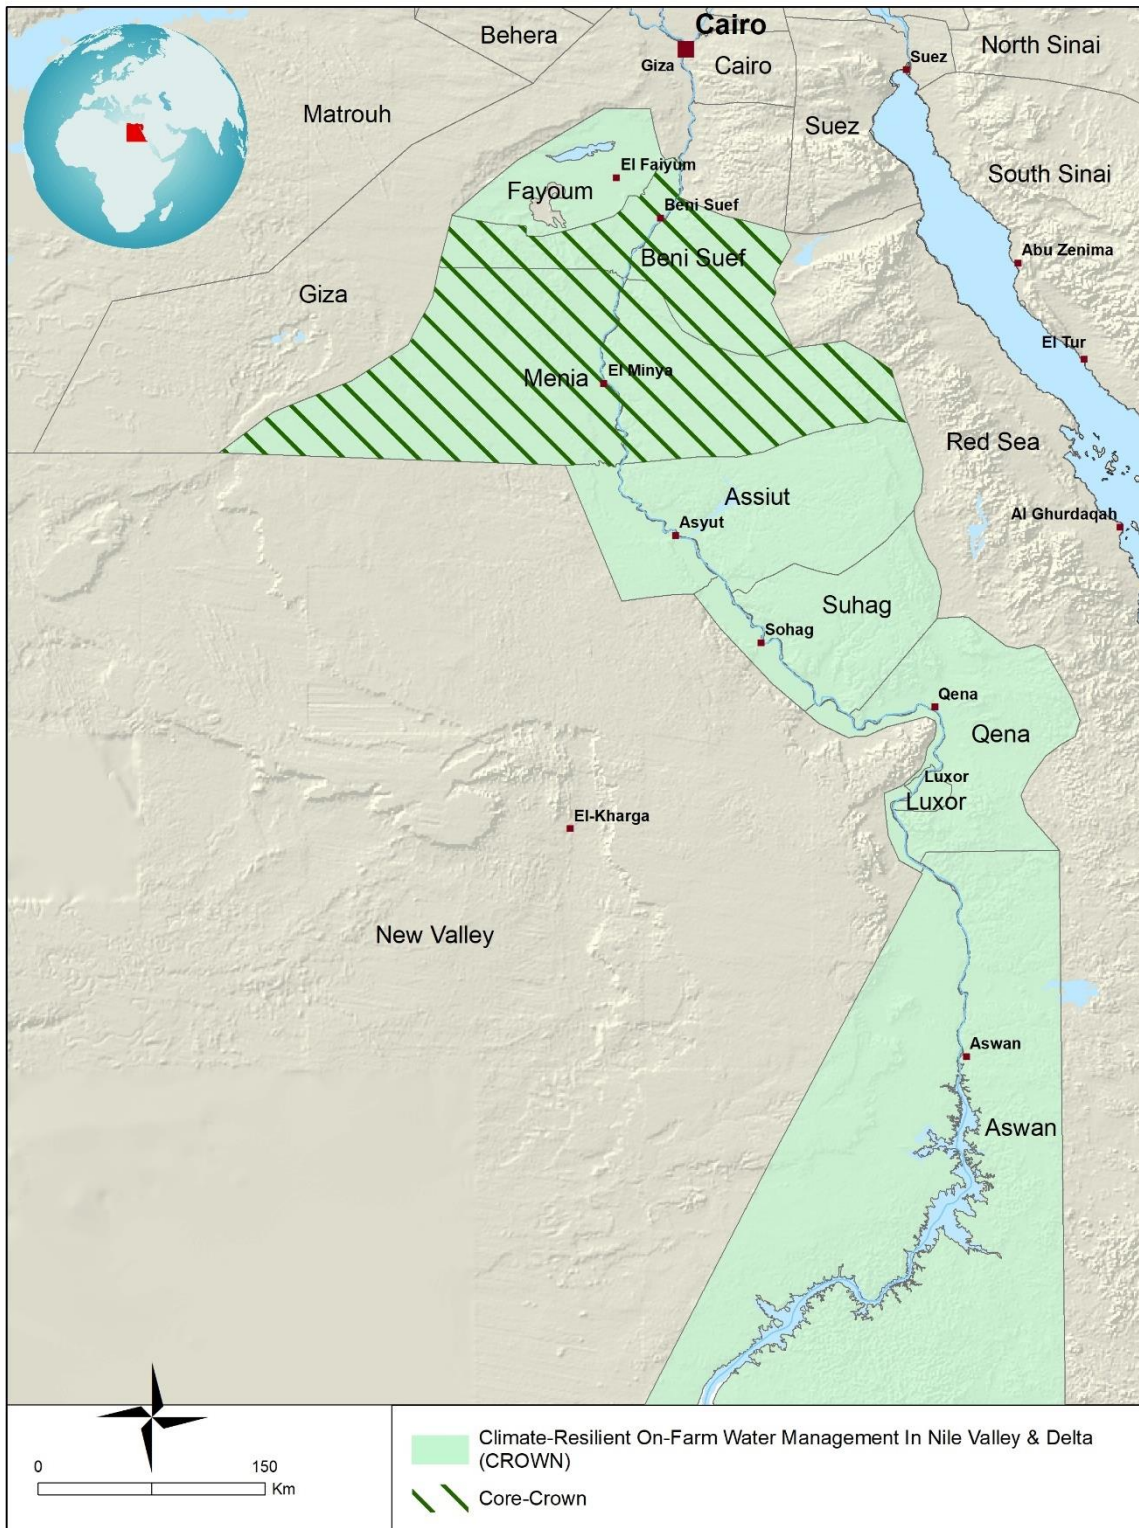 Cairo
Behera
North Sinai
Giza
Cairo
Suez
Matrouh
Suez
El Faiyum
South Sinai
Fayoum
Beni Suef
Abu Zenima
Beni Suef
Giza
El Tur
Menia
El Minya
Red Sea
Assiut
Al Ghurdaqah
Asyut
Suhag
Sohag
Qena
Qena
Luxor
Luxor
El-Kharga
New Valley
Aswan
Aswan
0 150
Km
Climate-Resilient On-Farm Water Management In Nile Valley & Delta
(CROWN)
Core-Crown